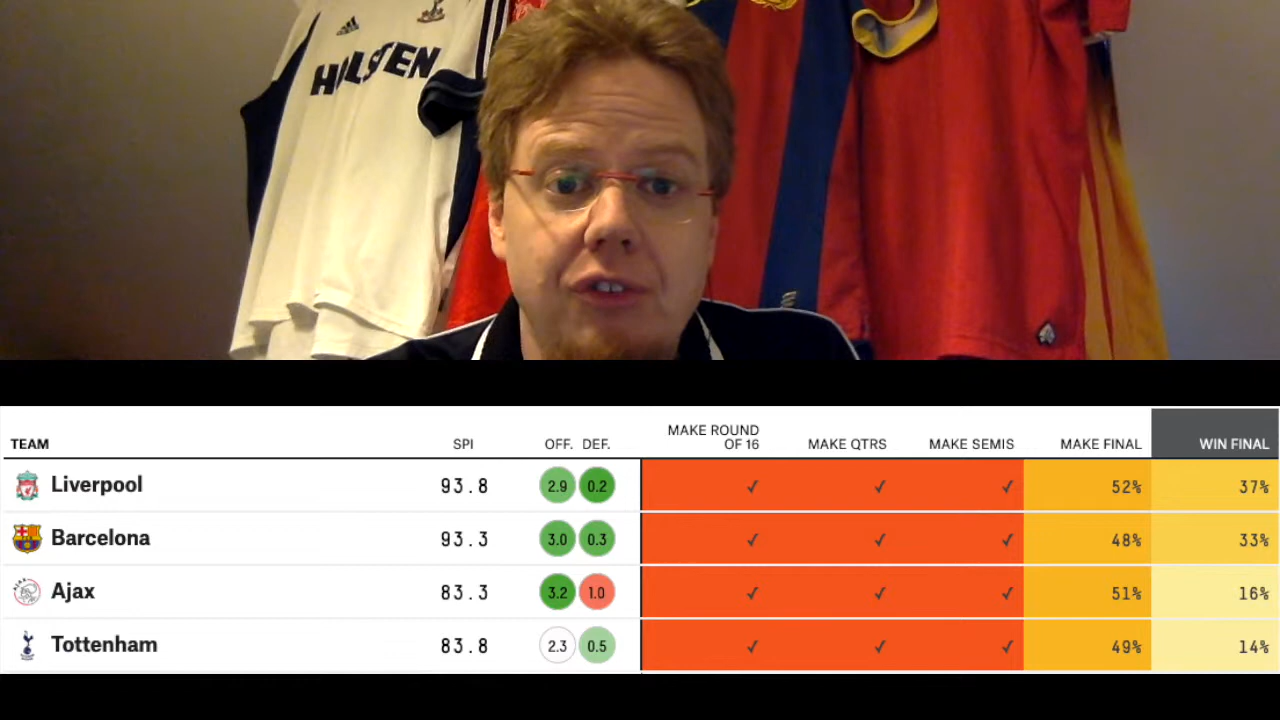 HOLSTEN
MAKE ROUND
TEAM SPI OFF. DEF. OF 16 MAKE QTRS MAKE SEMIS MAKE FINAL WIN FINAL
Liverpool 93.8 2.9 0.2 ✓ ✓ ✓ 52% 37%
Barcelona 93.3 3.0 0.3 ✓ ✓ ✓ 48% 33%
Ajax 83.3 3.2 1.0 ✓ ✓ ✓ 51% 16%
Tottenham 83.8 2.3 0.5 ✓ ✓ ✓ 49% 14%